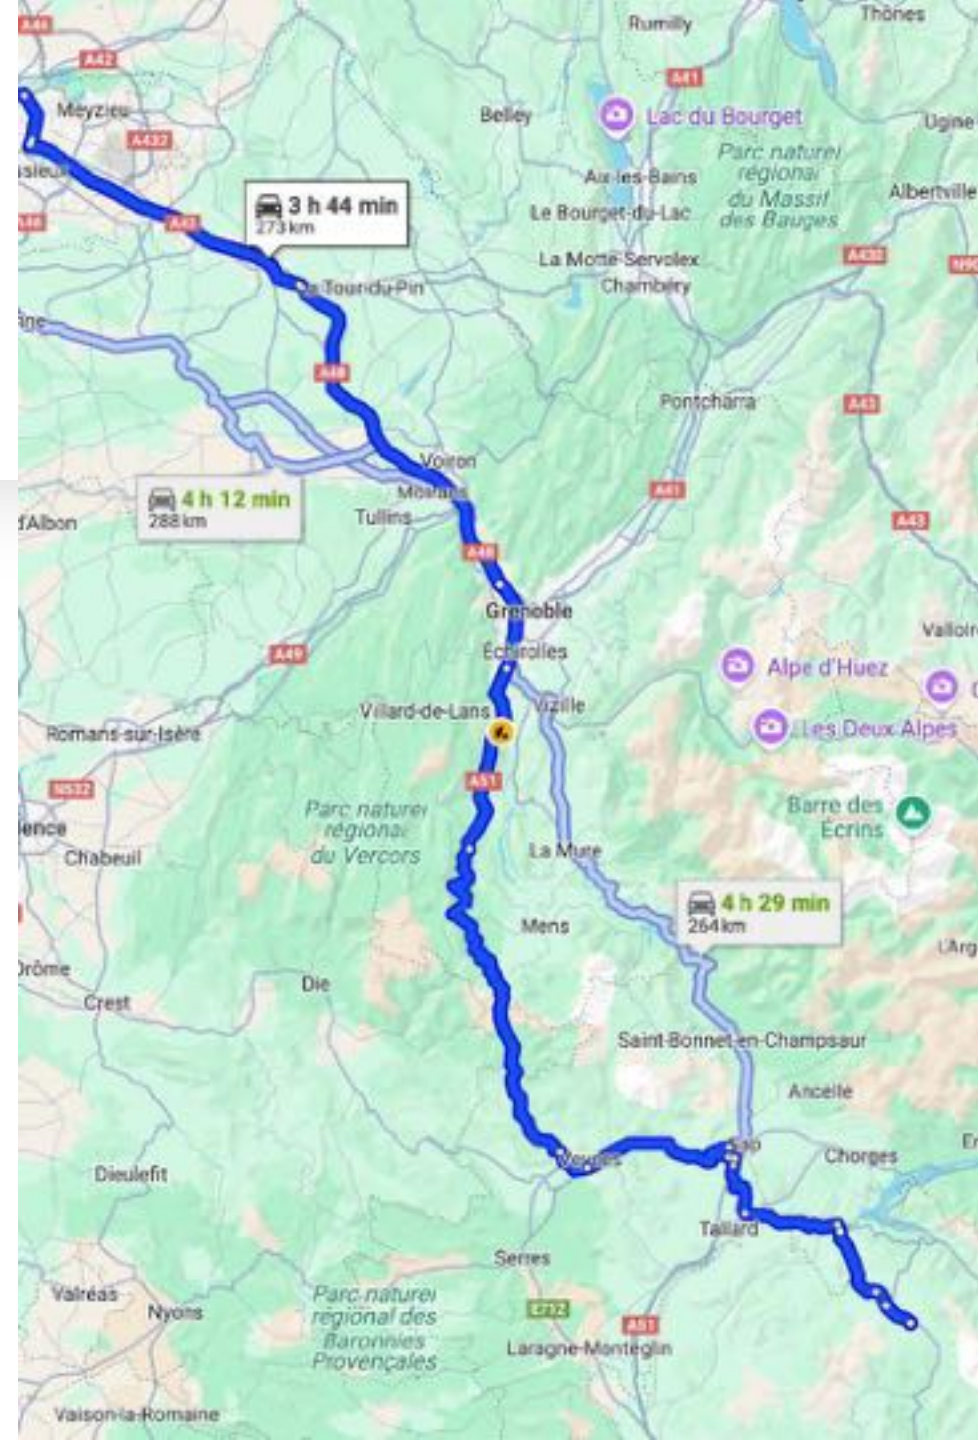 Rumilly
Thônes
A42
A41
Meyzieu
Belley
Lac du Bourget
Ugine
A432
Parc naturel
régional
du Massif
des Bauges
Aix-les-Bains
Albertville
3 h 44 min
273 km
Le Bourget-du-Lac
A43
La Motte-Servolex
A430
N90
Chambéry
Tour-du-Pin
A48
Pontcharra
A43
Voiron
Moirans
A41
4 h 12 min
288 km
d'Albon
Tullins
A43
A48
Grenoble
Échirolles
A49
Alpe d'Huez
Villard-de-Lans
Vizille
Romans-sur-Isère
Les Deux Alpes
A51
N532
Parc naturel
régional
du Vercors
Barre des
Écrins
Chabeuil
La Mure
4 h 29 min
264 km
Mens
Drôme
Die
Crest
Saint-Bonnet-en-Champsaur
Ancelle
Gap
Veynes
Chorges
Dieulefit
Tallard
Serres
Valréas
Nyons
Parc naturel
régional des
Baronnies
Provençales
E712
A51
Laragne-Montéglin
Vaison-la-Romaine